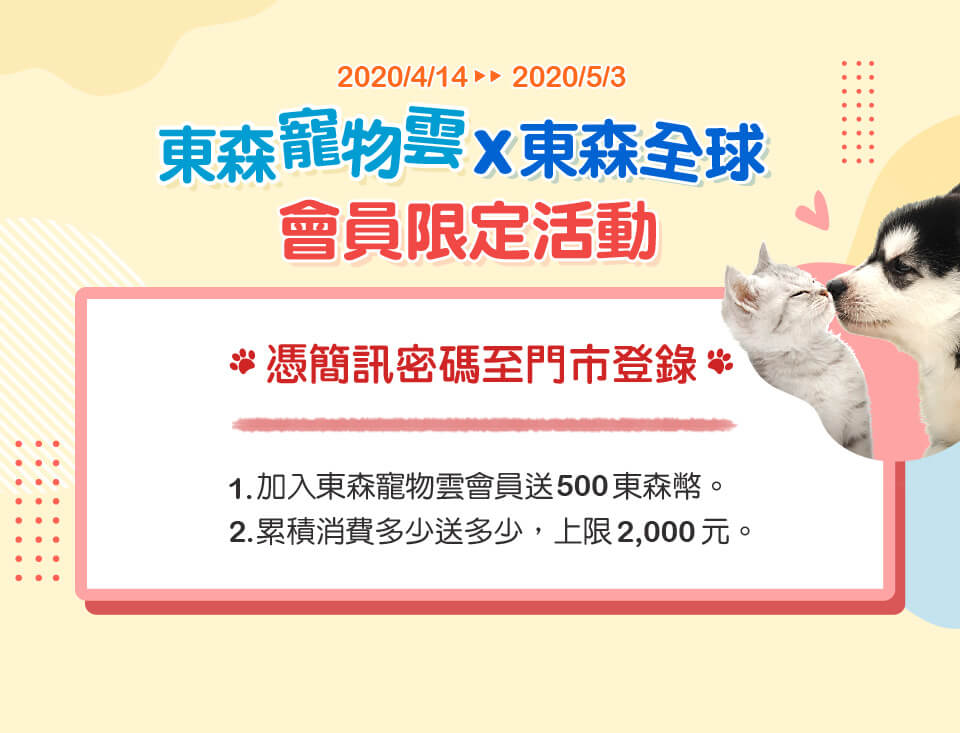 2020/4/14▸▸ 2020/5/3
東森寵物雲X東森全球
會員限定活動
憑簡訊密碼至門市登錄
1.加入東森寵物雲會員送500東森幣。
2.累積消費多少送多少，上限2,000元。